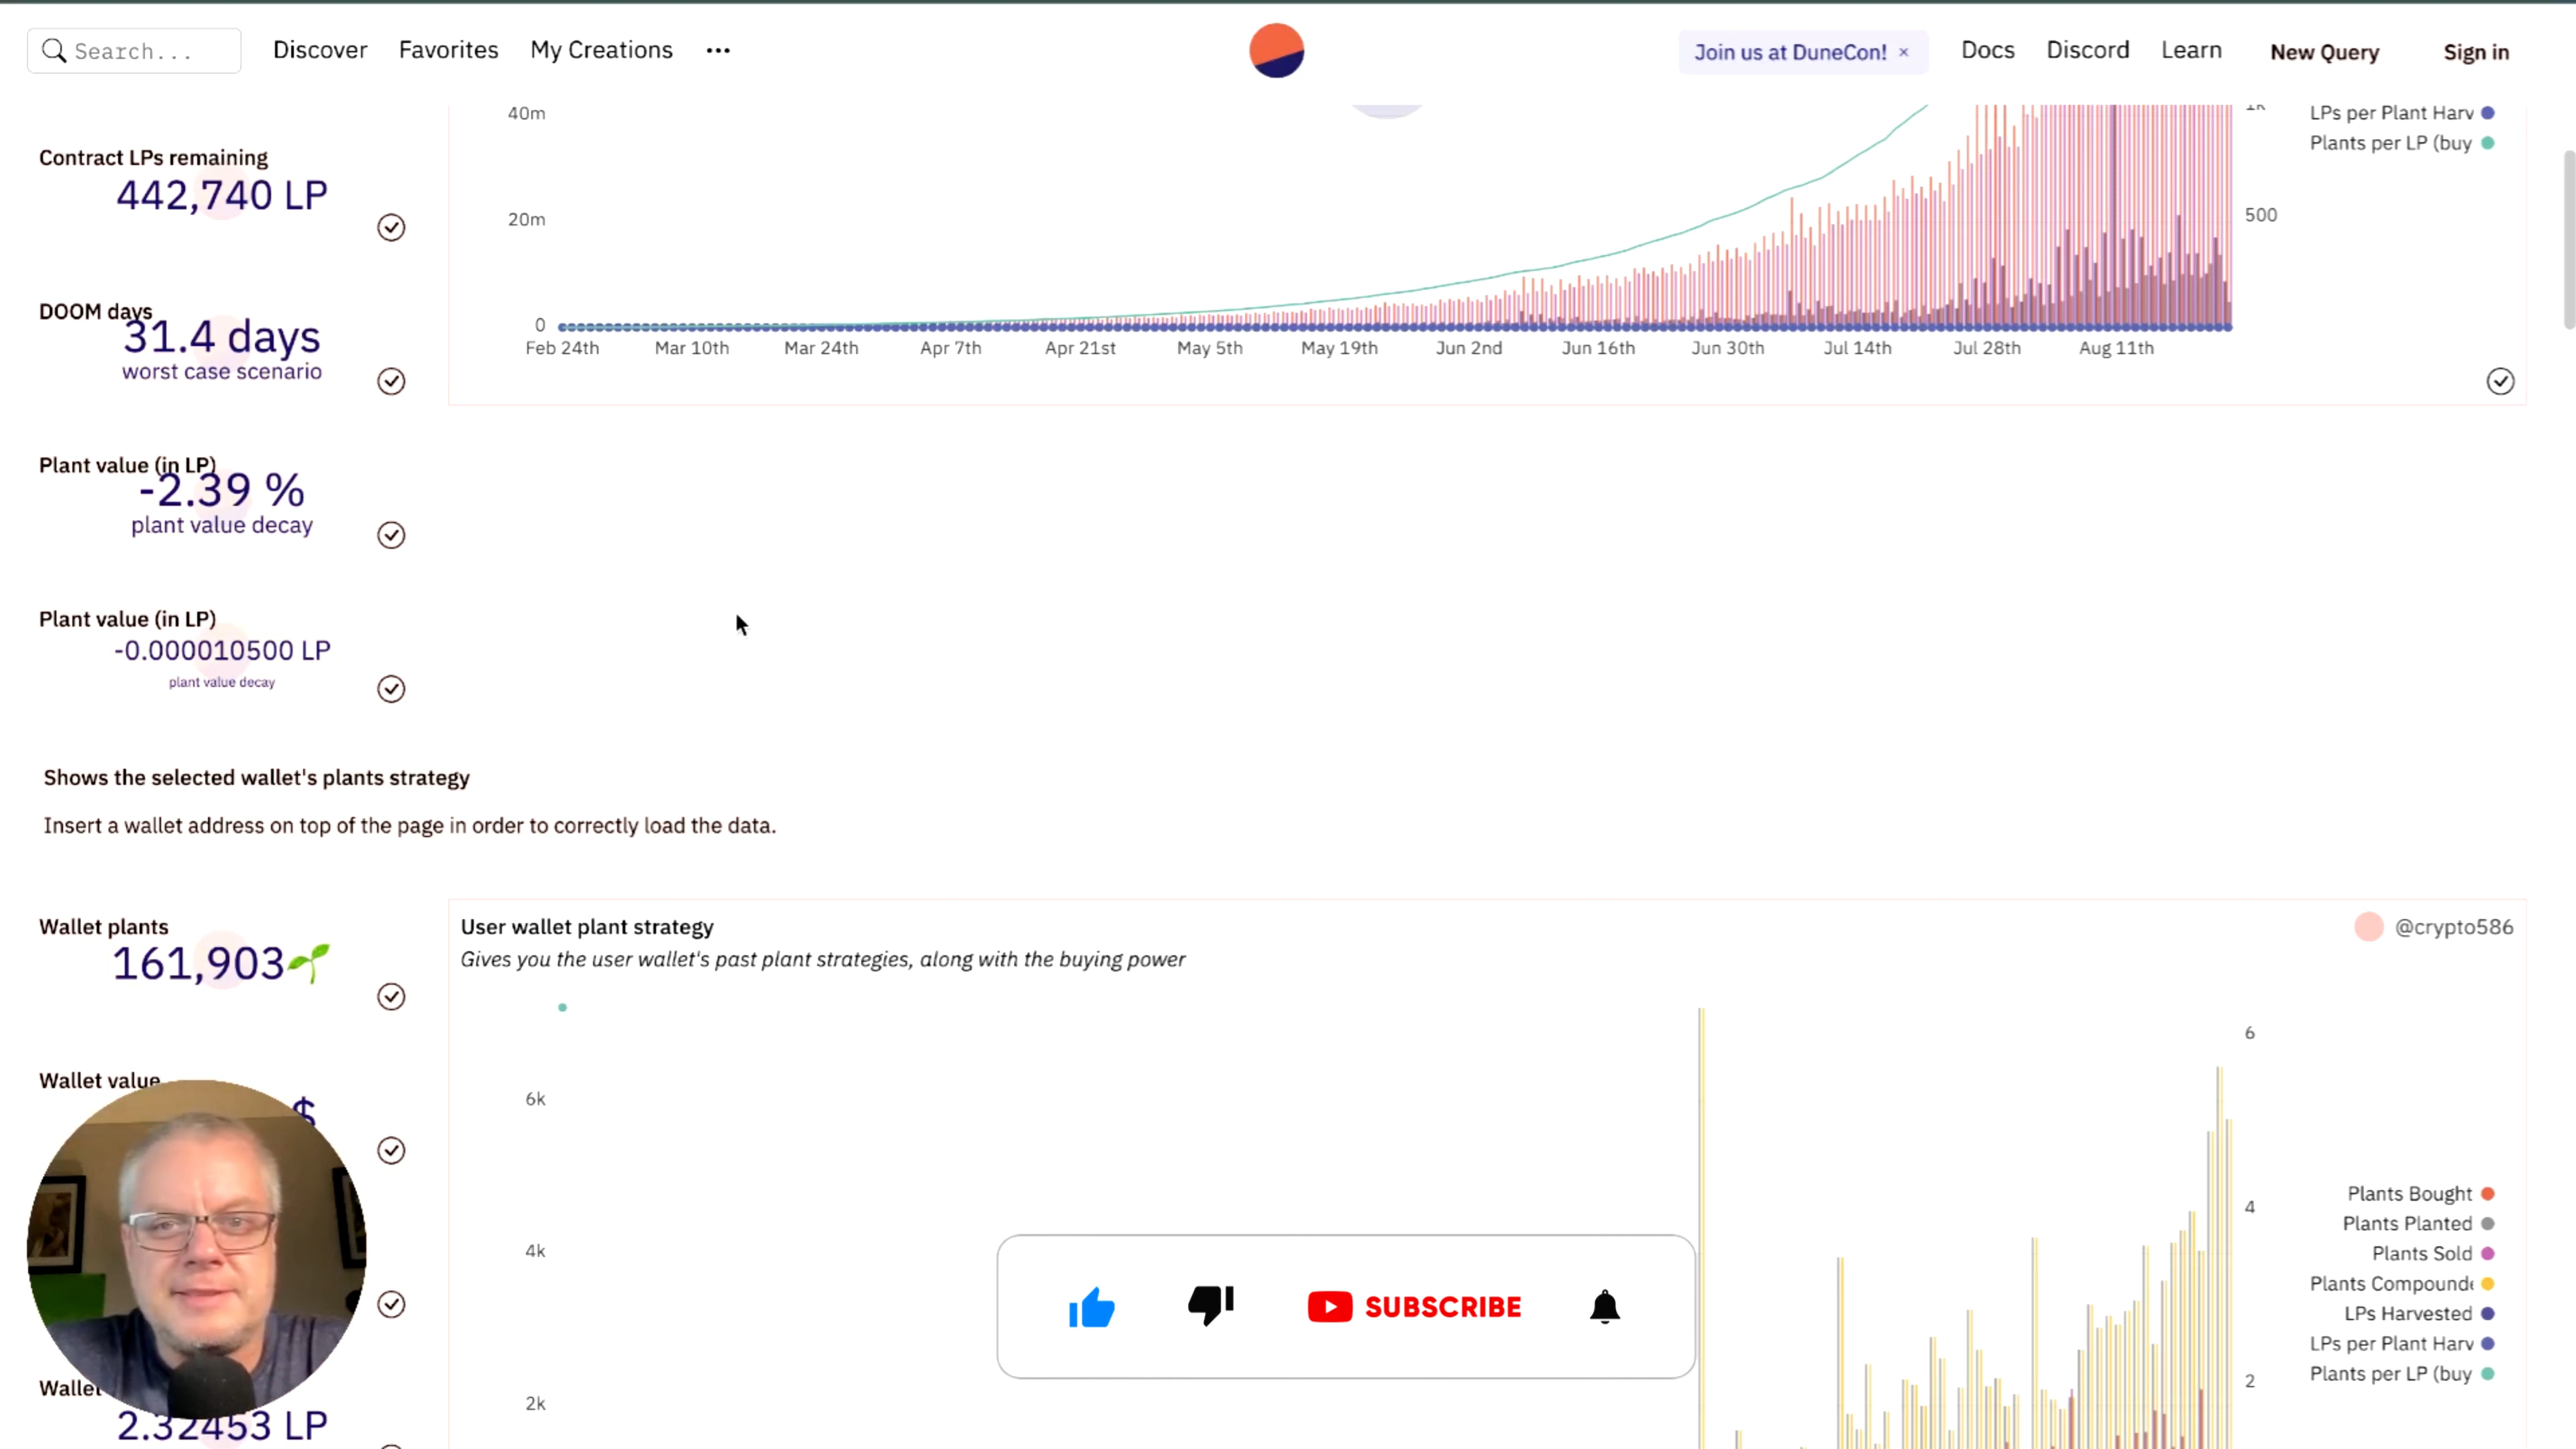 Search...
Discover
Favorites
My Creations
Join us at DuneCon! ×
Docs
Discord
Learn
New Query
Sign in
Contract LPs remaining
442,740 LP
DOOM days
31.4 days
worst case scenario
Plant value (in LP)
-2.39 %
plant value decay
Plant value (in LP)
-0.000010500 LP
plant value decay
40m
20m
0
Feb 24th
Mar 10th
Mar 24th
Apr 7th
Apr 21st
May 5th
May 19th
Jun 2nd
Jun 16th
Jun 30th
Jul 14th
Jul 28th
Aug 11th
500
LPs per Plant Harv
Plants per LP (buy
Shows the selected wallet's plants strategy
Insert a wallet address on top of the page in order to correctly load the data.
Wallet plants
161,903
Wallet value
$
Wallet
2.32453 LP
User wallet plant strategy
@crypto586
Gives you the user wallet's past plant strategies, along with the buying power
6k
4k
2k
6
4
2
Plants Bought
Plants Planted
Plants Sold
Plants Compounde
LPs Harvested
LPs per Plant Harv
Plants per LP (buy
SUBSCRIBE